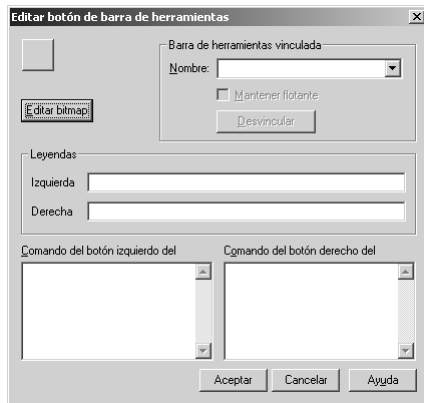 Editar botón de barra de herramientas
Barra de herramientas vinculada
Nombre:
Mantener flotante
Editar bitmap
Desvincular
Leyendas
Izquierda
Derecha
Comando del botón izquierdo del
Comando del botón derecho del
Aceptar
Cancelar
Ayuda